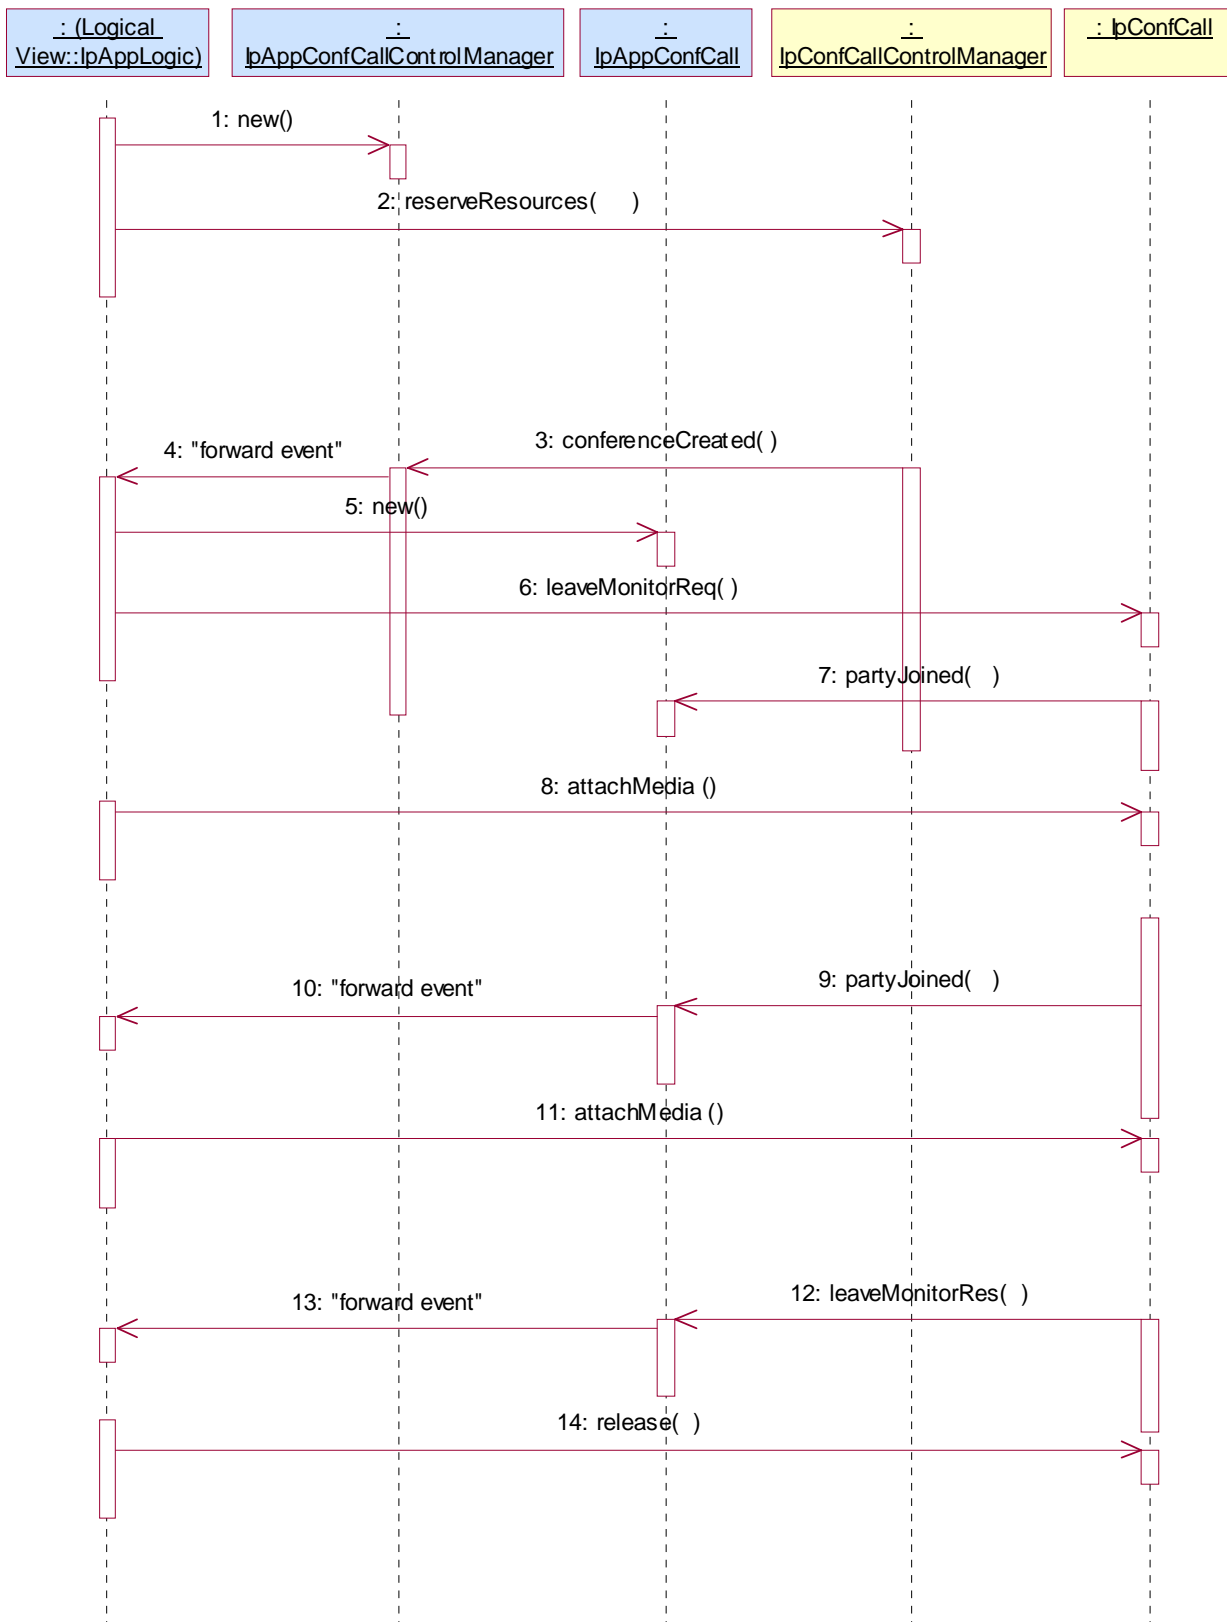 : (Logical
View::IpAppLogic)
:
IpAppConfCallControlManager
:
IpAppConfCall
:
IpConfCallControlManager
: IpConfCall
1: new()
2: reserveResources( )
3: conferenceCreated( )
4: "forward event"
5: new()
6: leaveMonitorReq( )
7: partyJoined( )
8: attachMedia ()
9: partyJoined( )
10: "forward event"
11: attachMedia ()
12: leaveMonitorRes( )
13: "forward event"
14: release( )